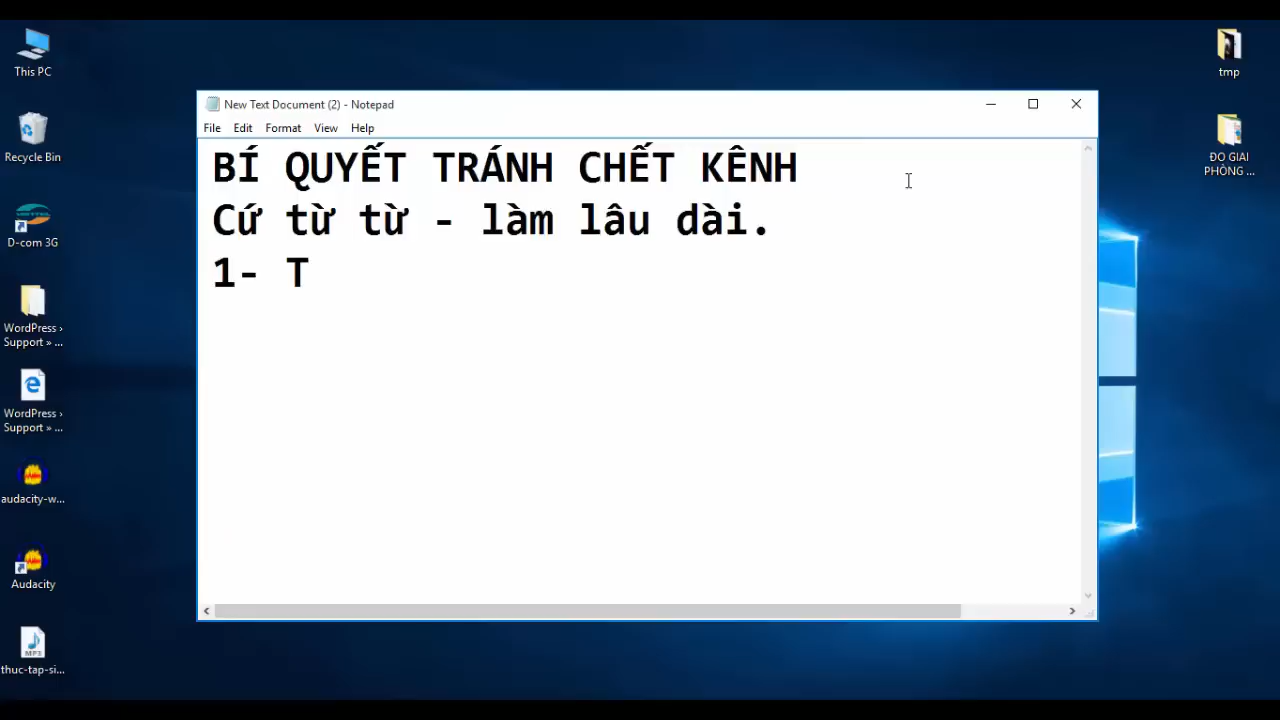 This PC
Recycle Bin
D-com 3G
WordPress ›
Support » ...
WordPress ›
Support » ...
audacity-w...
Audacity
MP3
thuc-tap-si...
New Text Document (2) - Notepad
File Edit Format View Help
BÍ QUYẾT TRÁNH CHẾT KÊNH
Cứ từ từ - làm lâu dài.
1- T
tmp
ĐO GIAI
PHÒNG ...